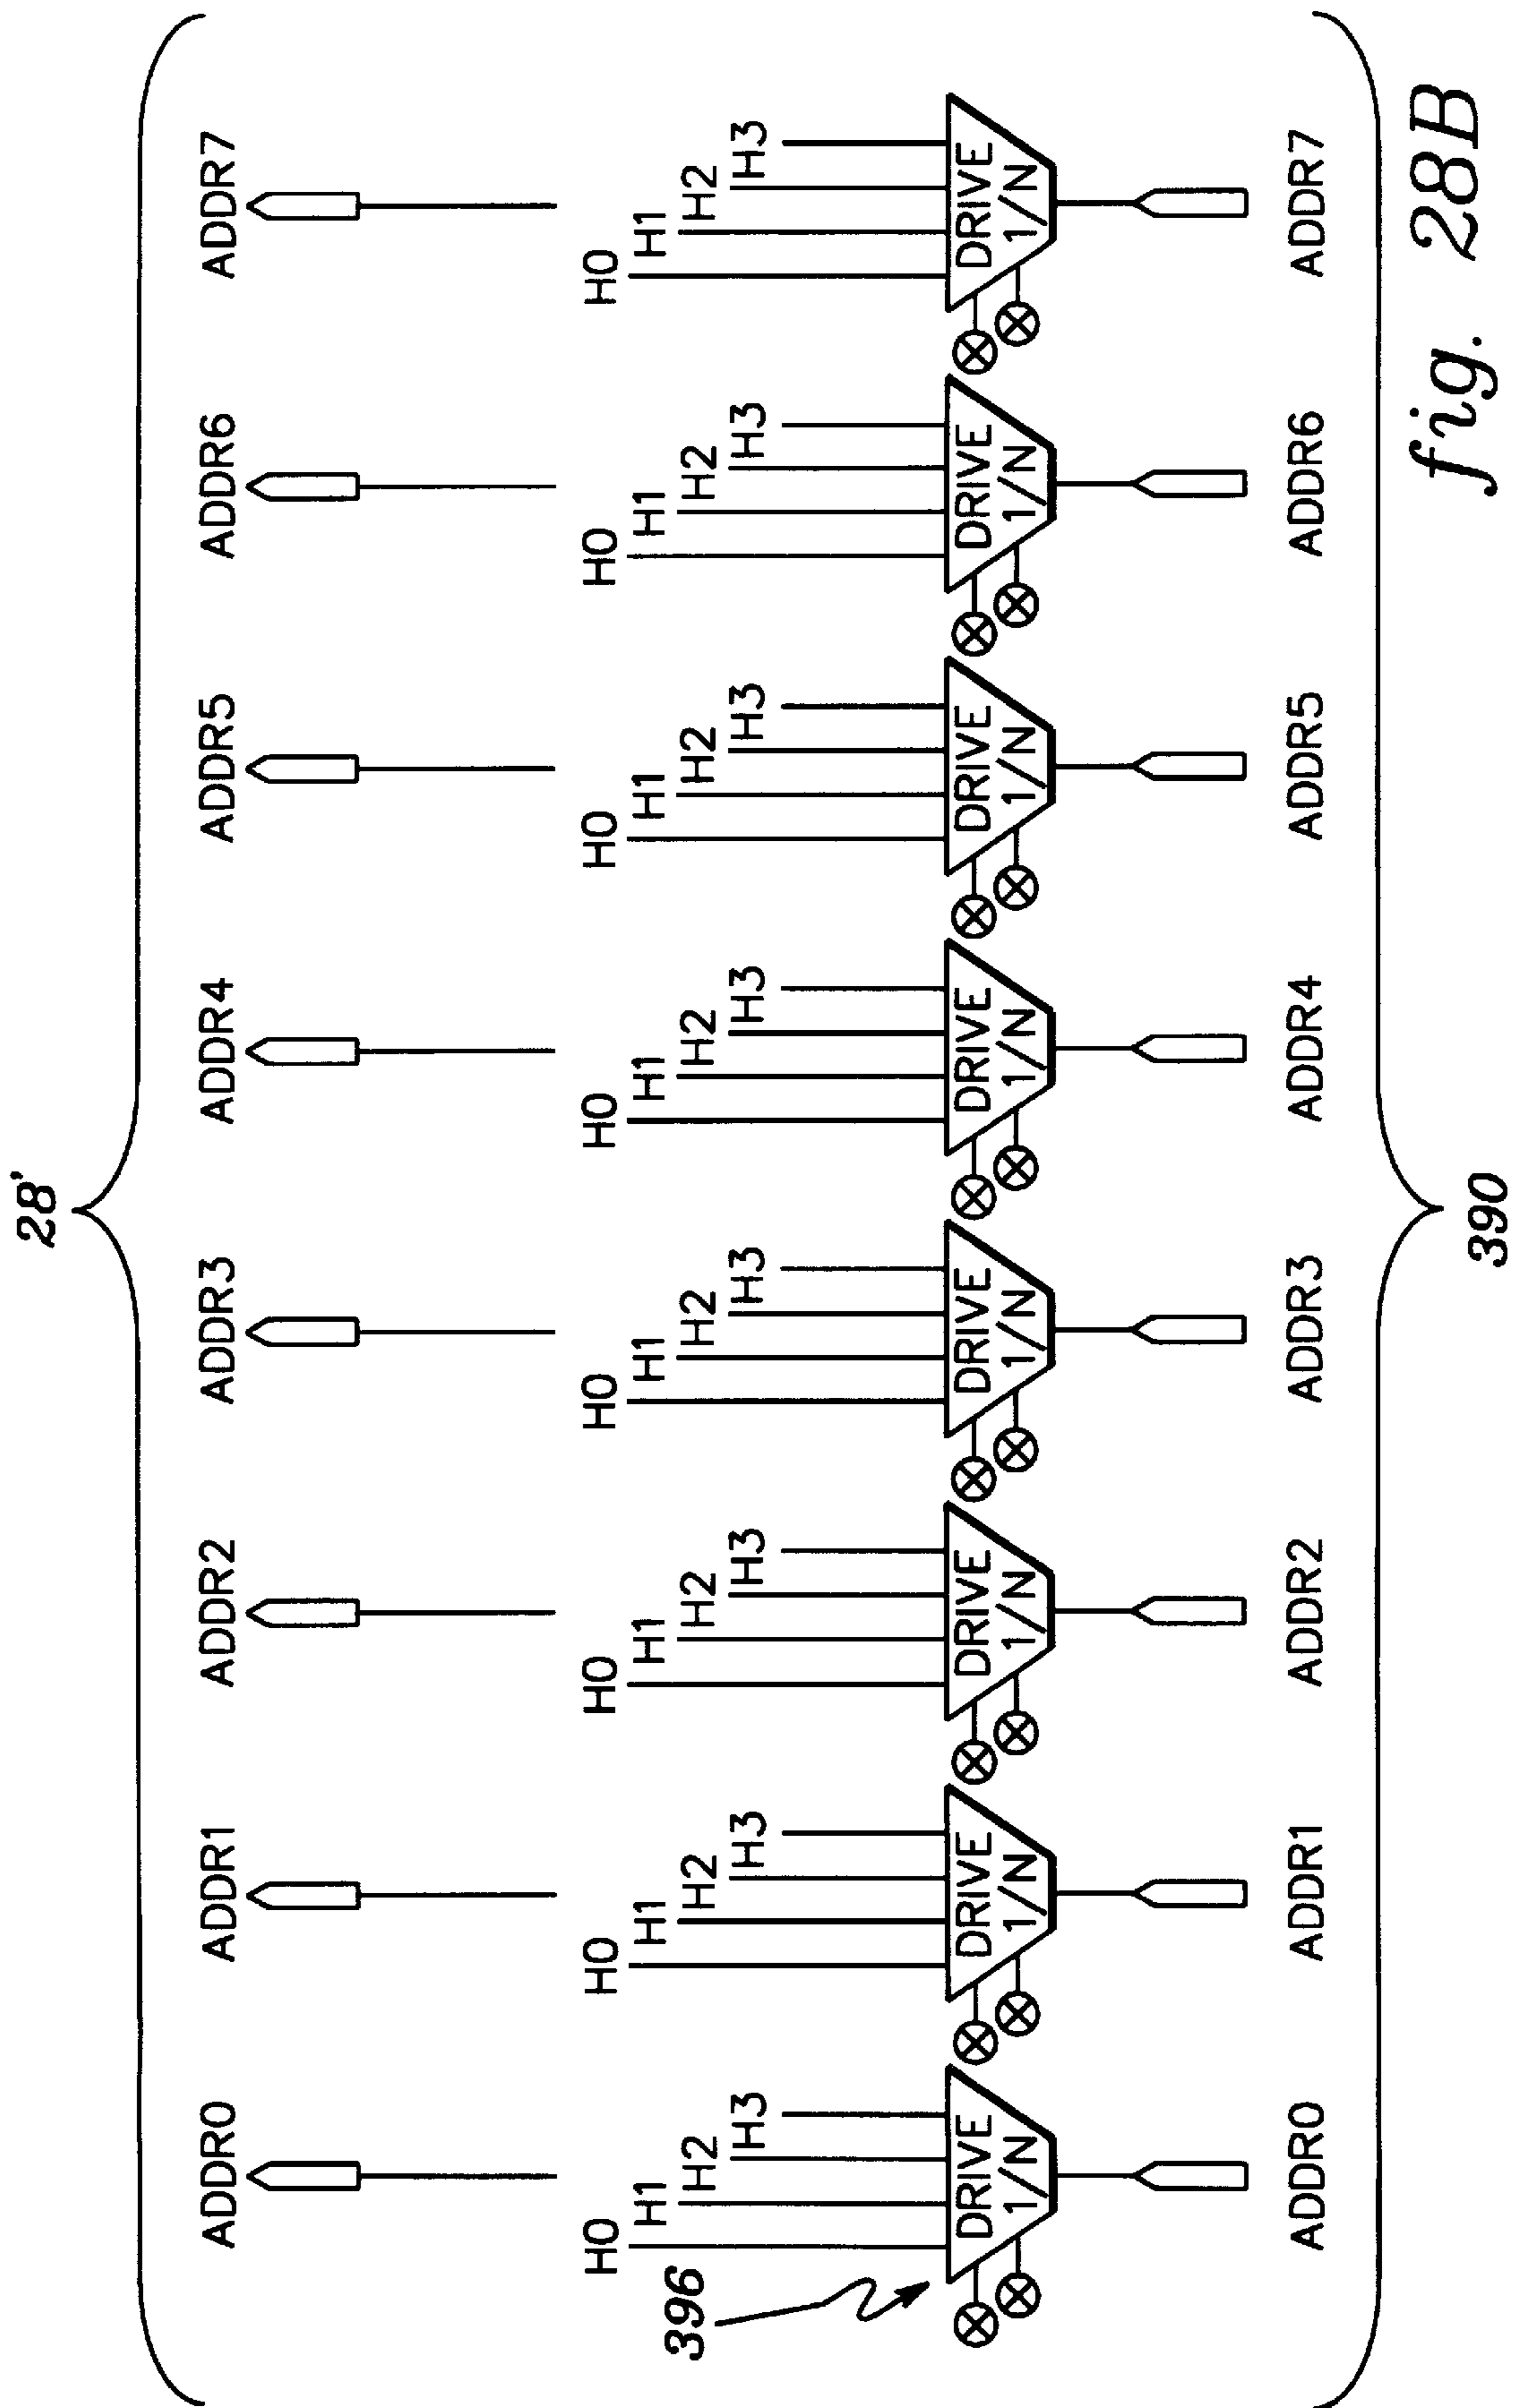 28'
ADDR0 ADDR1 ADDR2 ADDR3 ADDR4 ADDR5 ADDR6 ADDR7
H0 H0 H0 H0 H0 H0 H0 H0
H1 H1 H1 H1 H1 H1 H1 H1
H2 H2 H2 H2 H2 H2 H2 H2
H3 H3 H3 H3 H3 H3 H3 H3
396
DRIVE DRIVE DRIVE DRIVE DRIVE DRIVE DRIVE DRIVE
1/N 1/N 1/N 1/N 1/N 1/N 1/N 1/N
ADDR0 ADDR1 ADDR2 ADDR3 ADDR4 ADDR5 ADDR6 ADDR7
390
fig. 28B